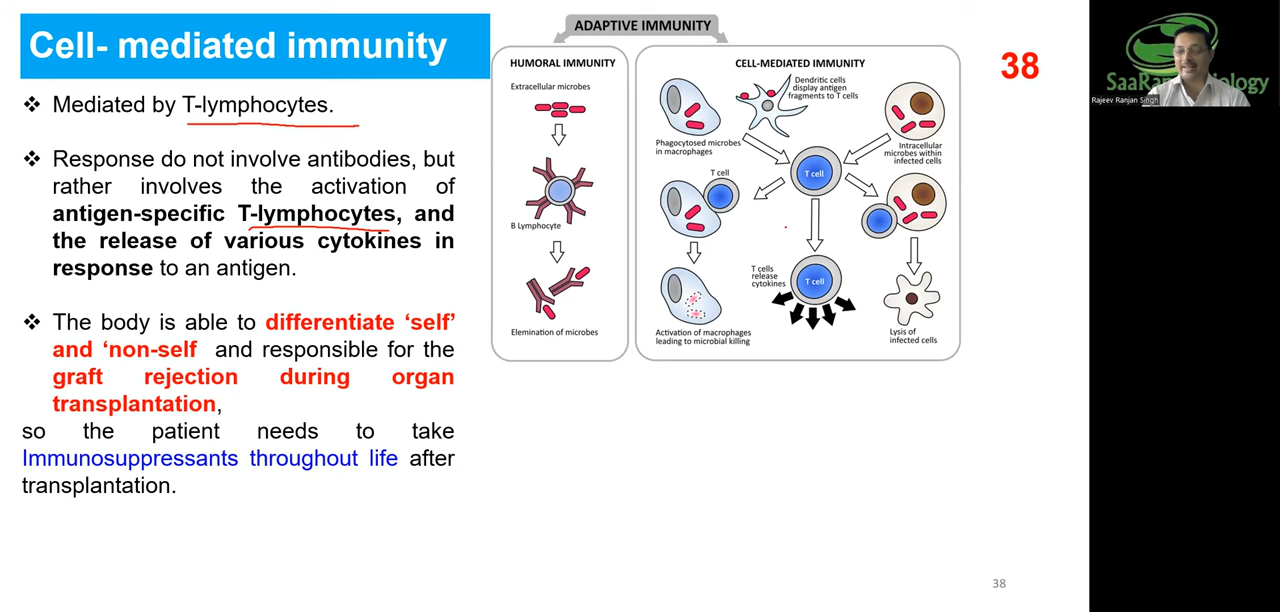 Cell- mediated immunity
❖ Mediated by T-lymphocytes.
❖ Response do not involve antibodies, but
rather involves the activation of
antigen-specific T-lymphocytes, and
the release of various cytokines in
response to an antigen.
❖ The body is able to differentiate ‘self’
and ‘non-self and responsible for the
graft rejection during organ
transplantation,
so the patient needs to take
Immunosuppressants throughout life after
transplantation.
ADAPTIVE IMMUNITY
HUMORAL IMMUNITY
Extracellular microbes
B Lymphocyte
Elemination of microbes
CELL-MEDIATED IMMUNITY
Dendritic cells
display antigen
fragments to T cells
Phagocytosed microbes
in macrophages
Intracellular
microbes within
infected cells
T cell
T cell
T cells
release
cytokines
T cell
Activation of macrophages
leading to microbial killing
Lysis of
infected cells
38
38
Rajeev Ranjan Singh